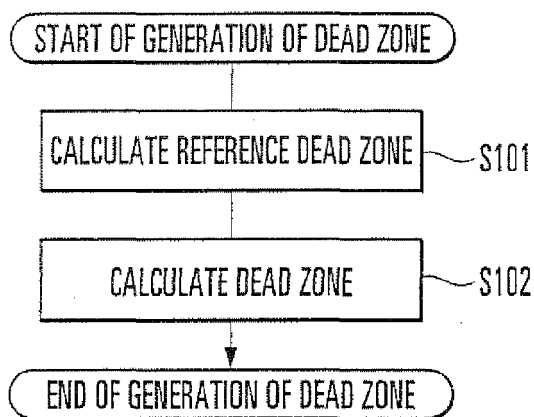 START OF GENERATION OF DEAD ZONE
CALCULATE REFERENCE DEAD ZONE
S101
CALCULATE DEAD ZONE
S102
END OF GENERATION OF DEAD ZONE